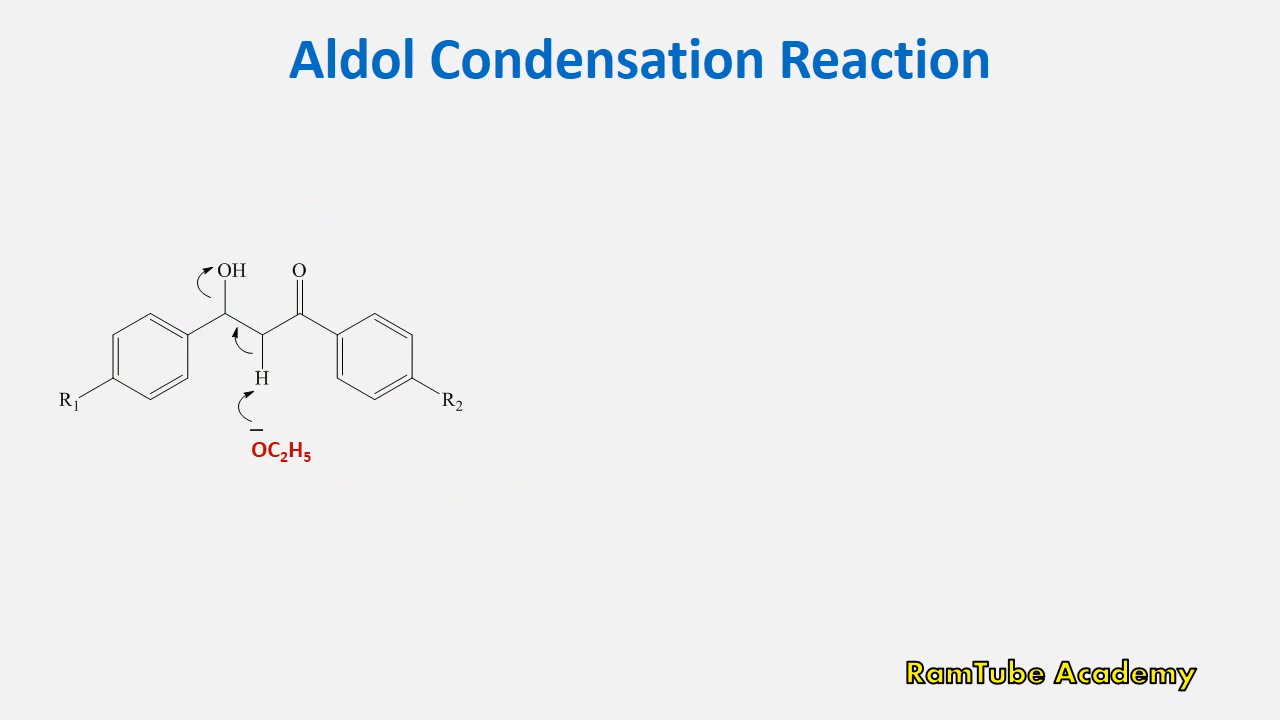 Aldol Condensation Reaction
OH O
H
R₁ R₂
–
OC₂H₅
RamTube Academy